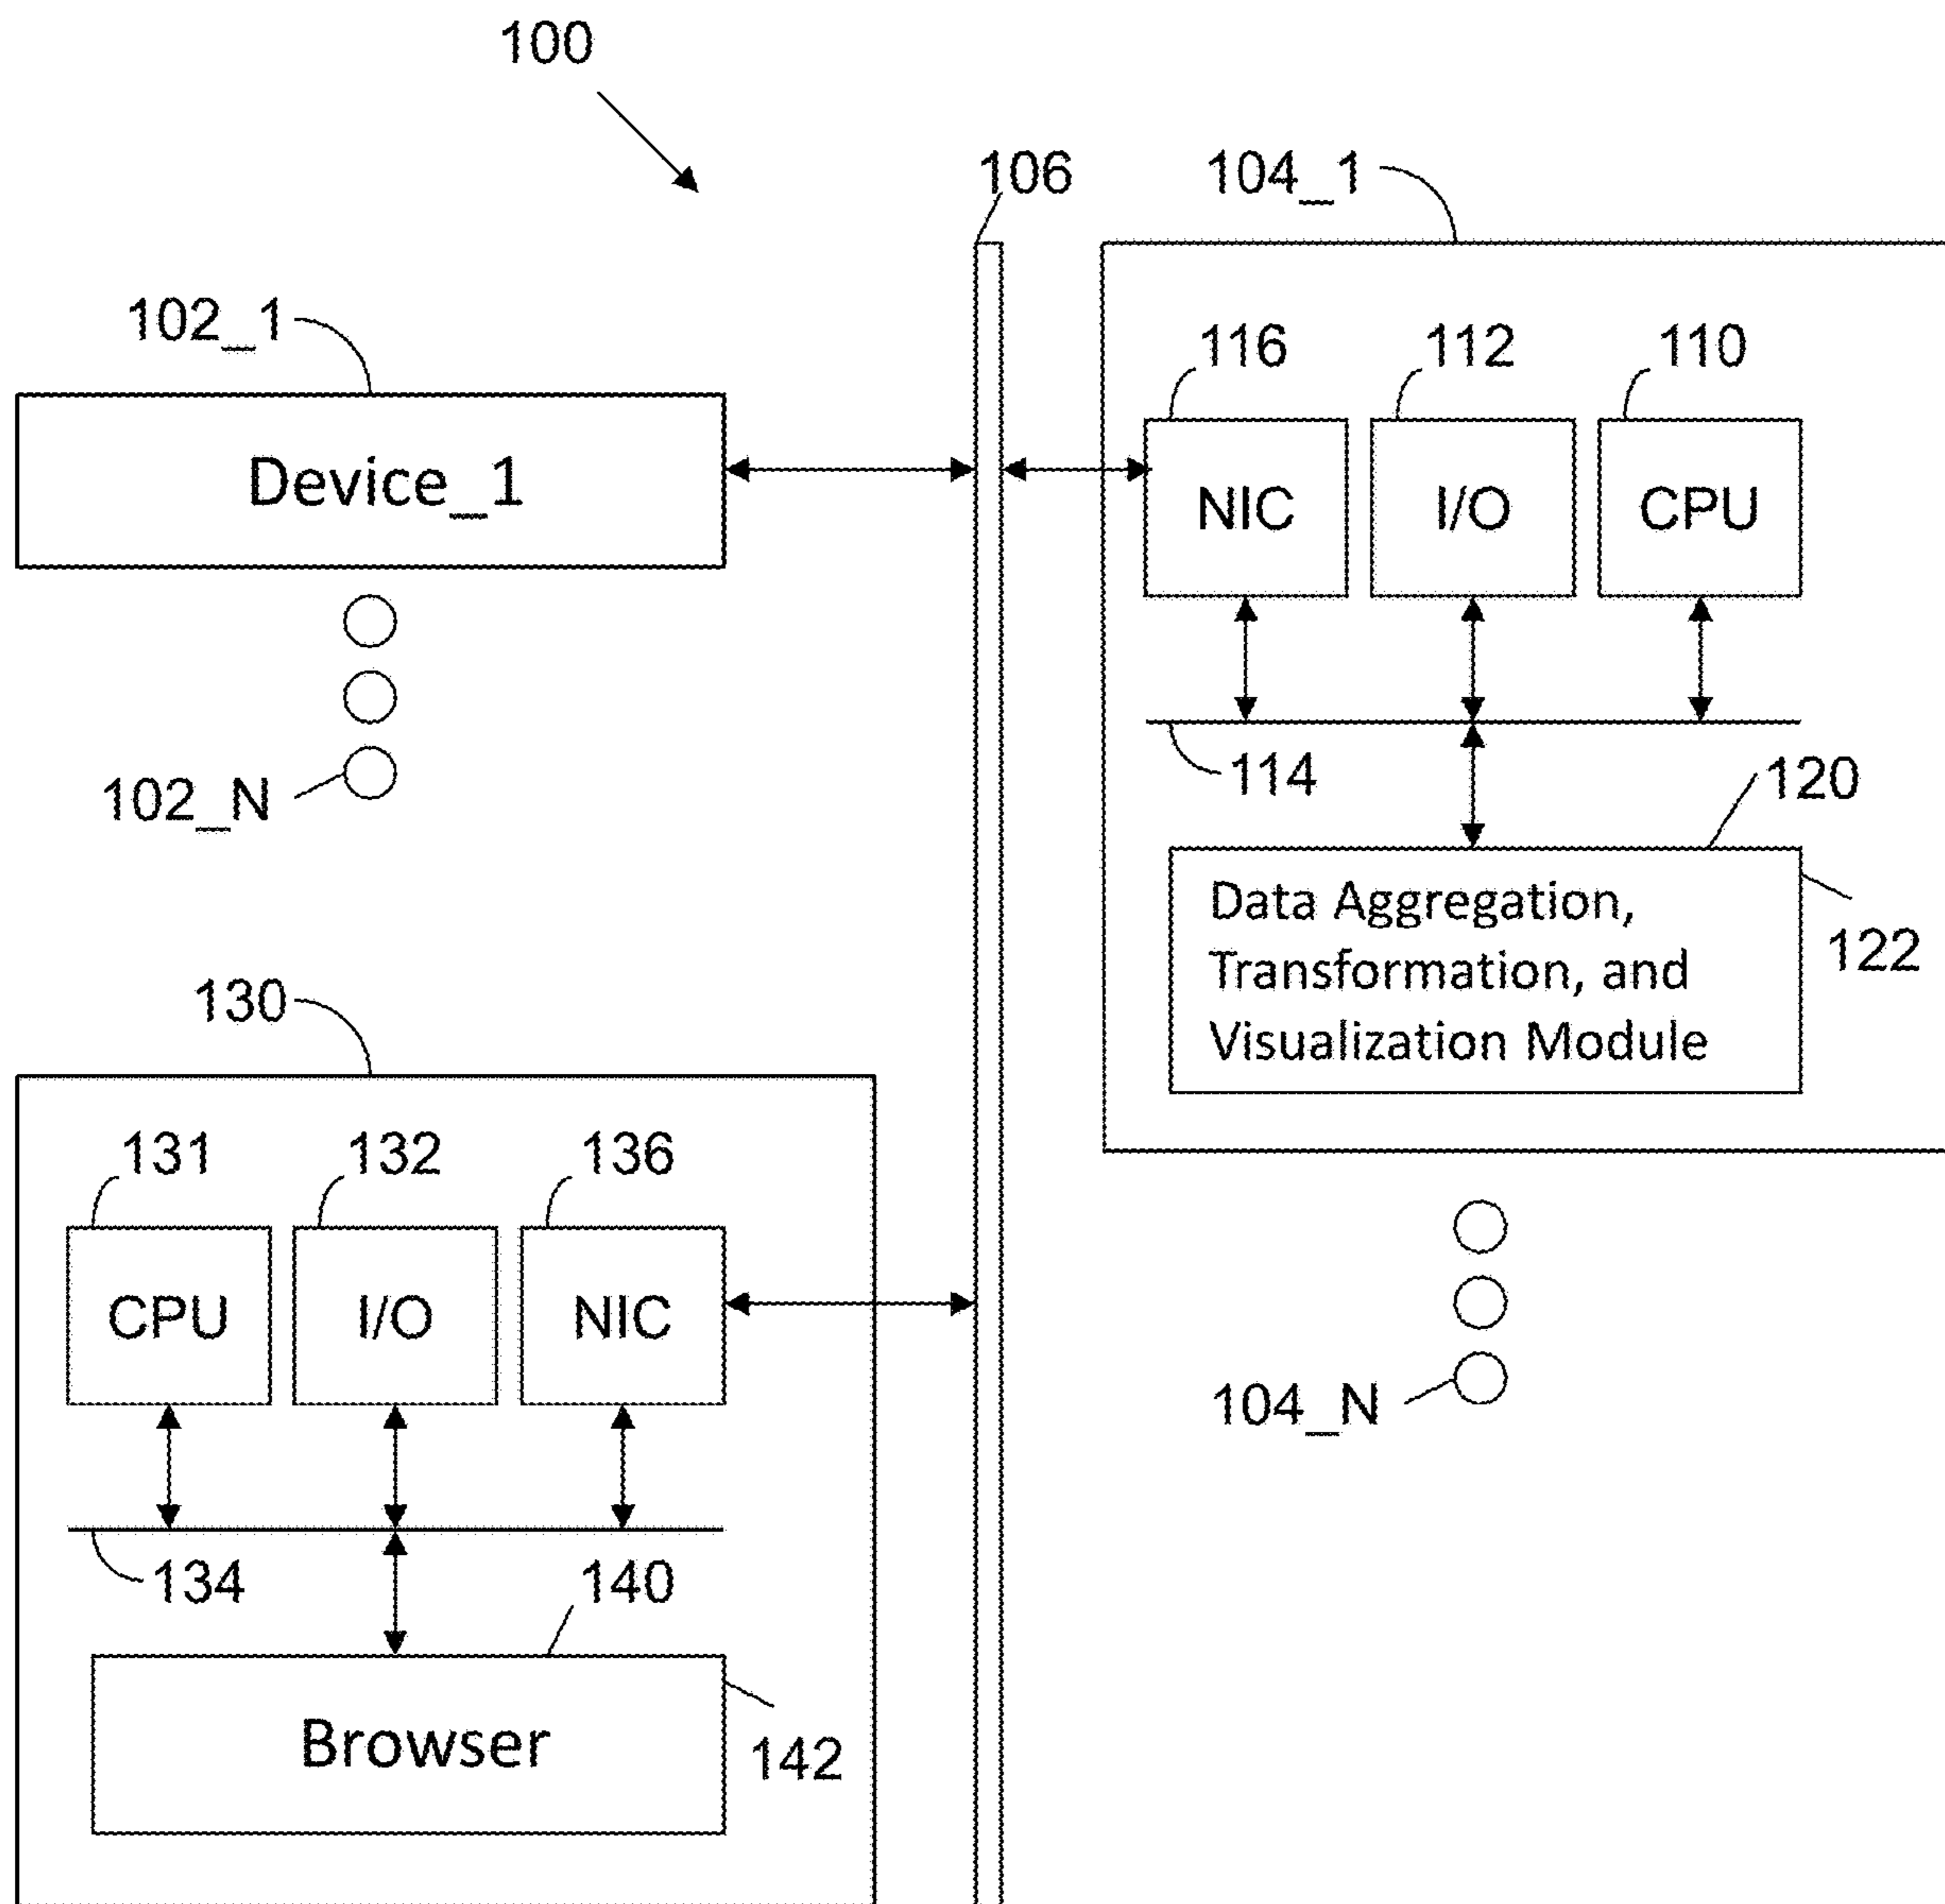 100
106
104_1
102_1
116
112
110
Device_1
NIC
I/O
CPU
102_N
114
120
Data Aggregation,
Transformation, and
Visualization Module
122
130
131
132
136
CPU
I/O
NIC
104_N
134
140
Browser
142